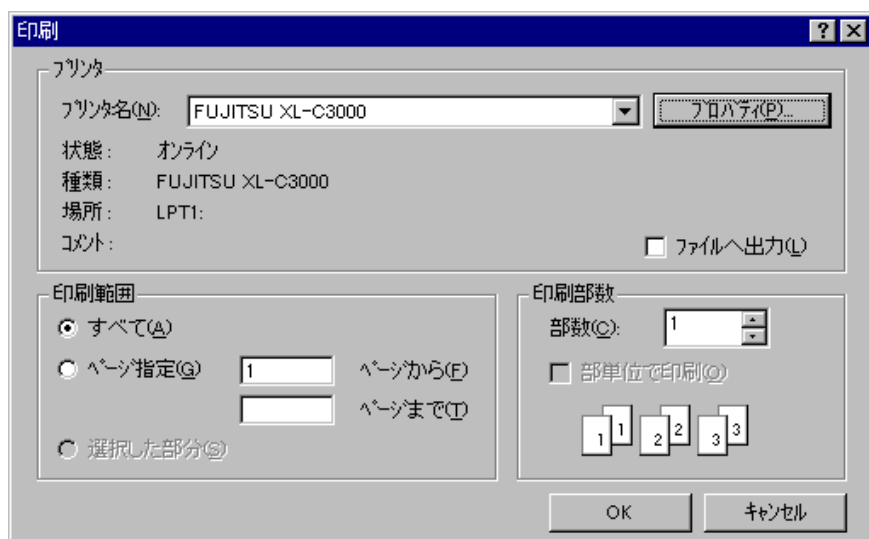 印刷
プリンタ
プリンタ名(N): FUJITSU XL-C3000 プロパティ(P)...
状態: オンライン
種類: FUJITSU XL-C3000
場所: LPT1:
コメント:
ファイルへ出力(L)
印刷範囲
すべて(A)
ページ指定(G) 1 ページから(F)
ページまで(T)
選択した部分(S)
印刷部数
部数(C): 1
部単位で印刷(O)
1 1 2 2 3 3
OK キャンセル